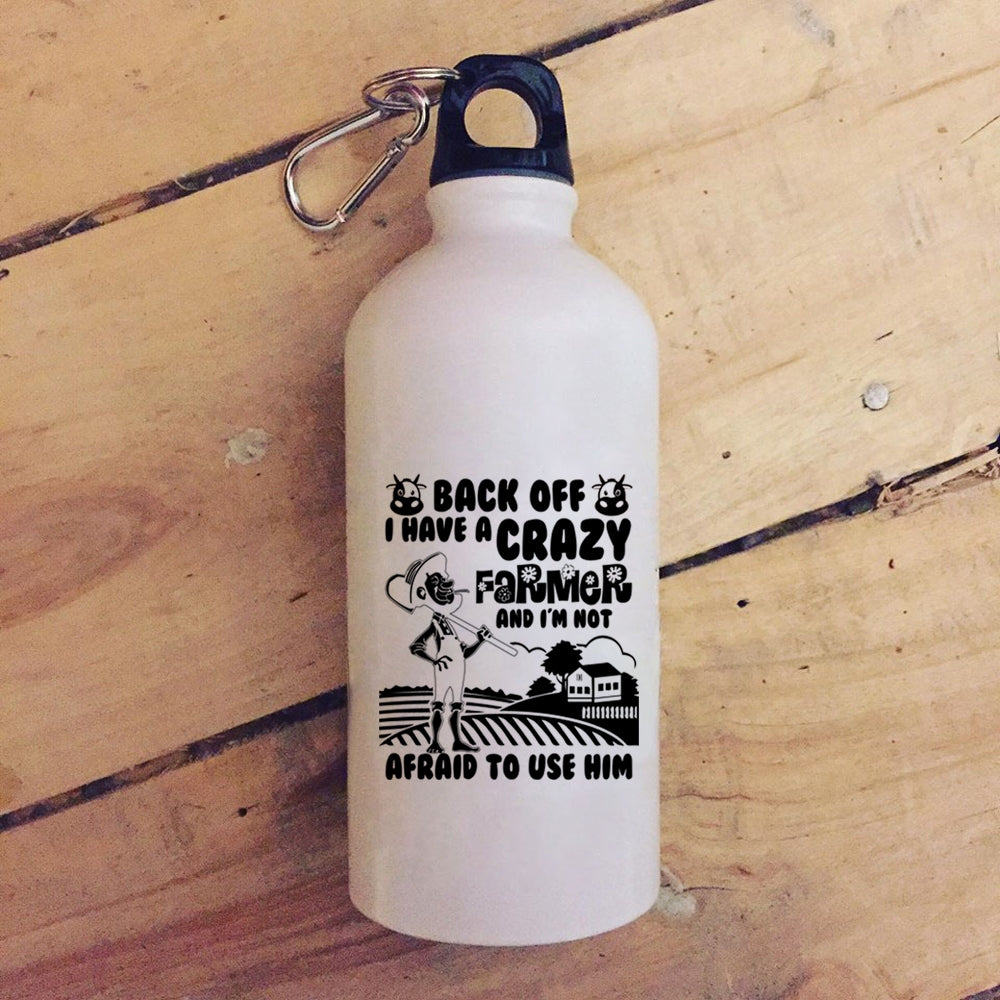 BACK OFF
I HAVE A CRAZY
FaRMeR
AND I'M NOT
AFRAID TO USE HIM